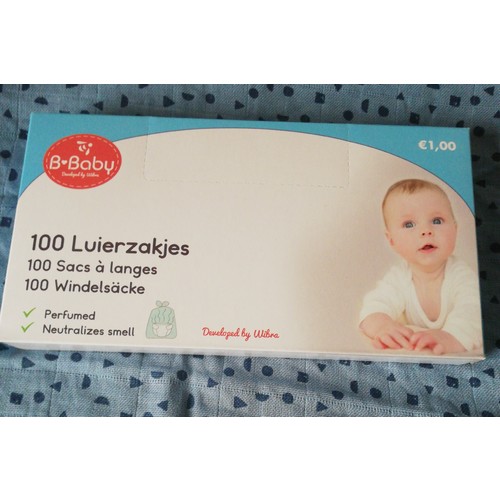 B♥Baby
Developed by Wibra
€1,00
100 Luierzakjes
100 Sacs à langes
100 Windelsäcke
✓ Perfumed
✓ Neutralizes smell
Developed by Wibra